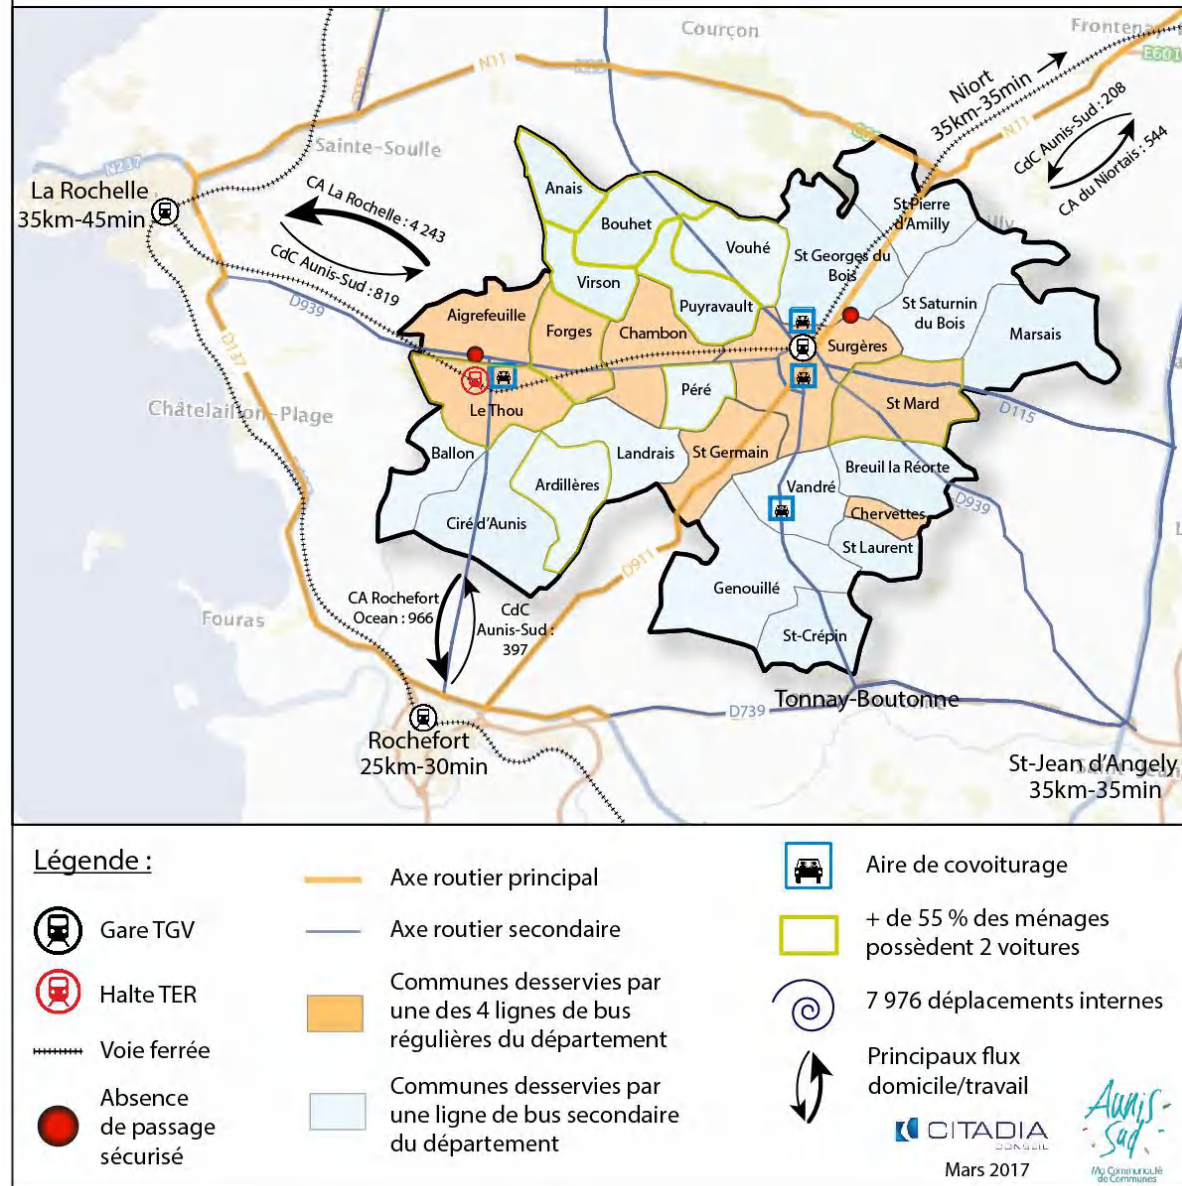 Courçon
Frontenay
E601
N11
Niort
35km-35min
N11
CdC Aunis-Sud : 208
CA du Niortais : 544
Sainte-Soulle
N237
La Rochelle
35km-45min
CA La Rochelle : 4 243
CdC Aunis-Sud : 819
D939
D137
Châtelaillon-Plage
Anais
Bouhet
Vouhé
Virson
Puyravault
St Pierre
d'Amilly
St Georges du
Bois
St Saturnin
du Bois
Marsais
Aigrefeuille
Forges
Chambon
Surgères
Le Thou
Péré
St Mard
D115
Ballon
Landrais
St Germain
Ardillères
Breuil la Réorte
Vandré
Chervettes
D939
Ciré d'Aunis
St Laurent
D911
Genouillé
St-Crépin
CA Rochefort
Ocean : 966
CdC
Aunis-Sud :
397
Fouras
Tonnay-Boutonne
D739
Rochefort
25km-30min
St-Jean d'Angely
35km-35min
Légende :
Gare TGV
Halte TER
Voie ferrée
Absence
de passage
sécurisé
Axe routier principal
Axe routier secondaire
Communes desservies par
une des 4 lignes de bus
régulières du département
Communes desservies par
une ligne de bus secondaire
du département
Aire de covoiturage
+ de 55 % des ménages
possèdent 2 voitures
7 976 déplacements internes
Principaux flux
domicile/travail
CITADIA
CONSEIL
Mars 2017
Aunis
Sud
Ma Communauté
de Communes